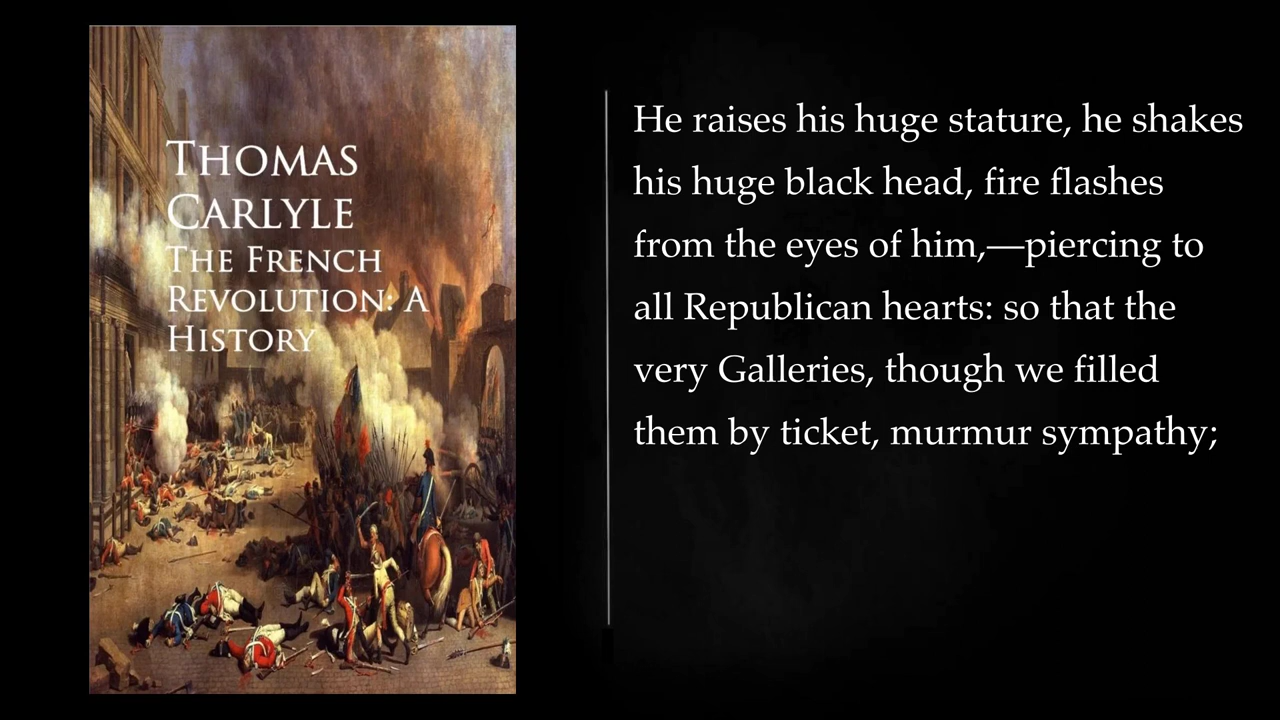 THOMAS
CARLYLE
THE FRENCH
REVOLUTION: A
HISTORY
He raises his huge stature, he shakes
his huge black head, fire flashes
from the eyes of him,—piercing to
all Republican hearts: so that the
very Galleries, though we filled
them by ticket, murmur sympathy;